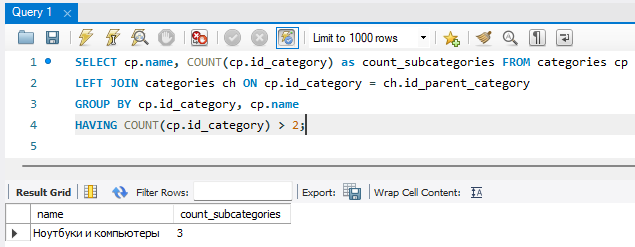 Query 1
Limit to 1000 rows
1 SELECT cp.name, COUNT(cp.id_category) as count_subcategories FROM categories cp
2 LEFT JOIN categories ch ON cp.id_category = ch.id_parent_category
3 GROUP BY cp.id_category, cp.name
4 HAVING COUNT(cp.id_category) > 2;
5
Result Grid Filter Rows: Export: Wrap Cell Content:
name count_subcategories
Ноутбуки и компьютеры 3